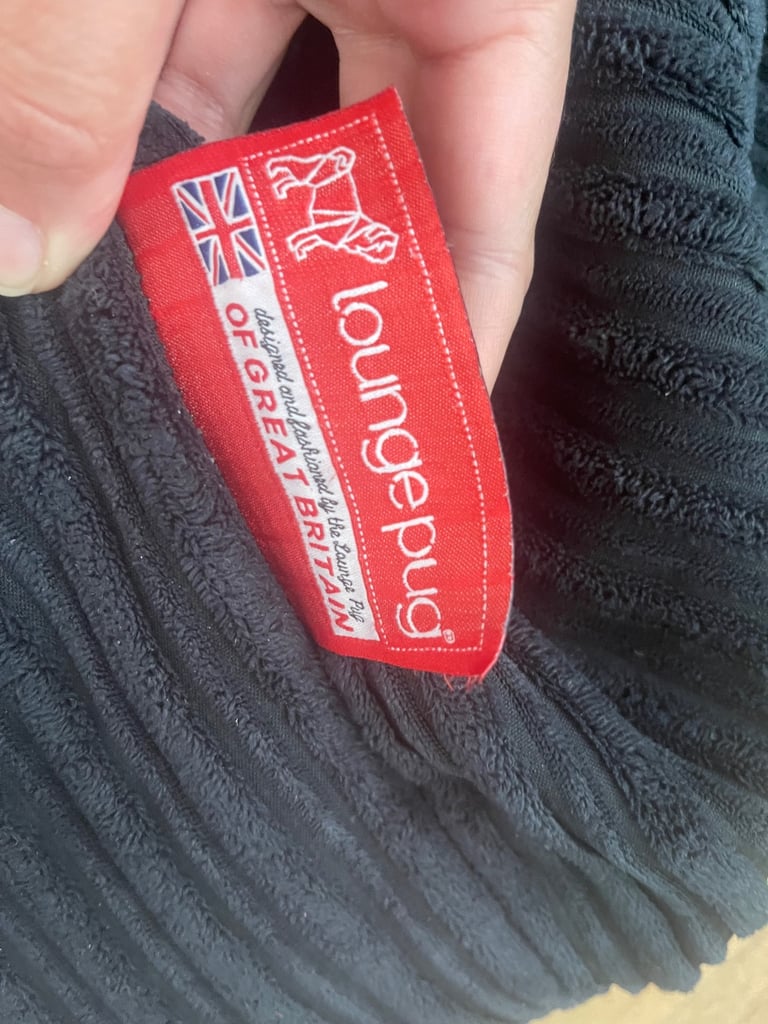 loungepug®
designed and fashioned by the Lounge Pug
OF GREAT BRITAIN